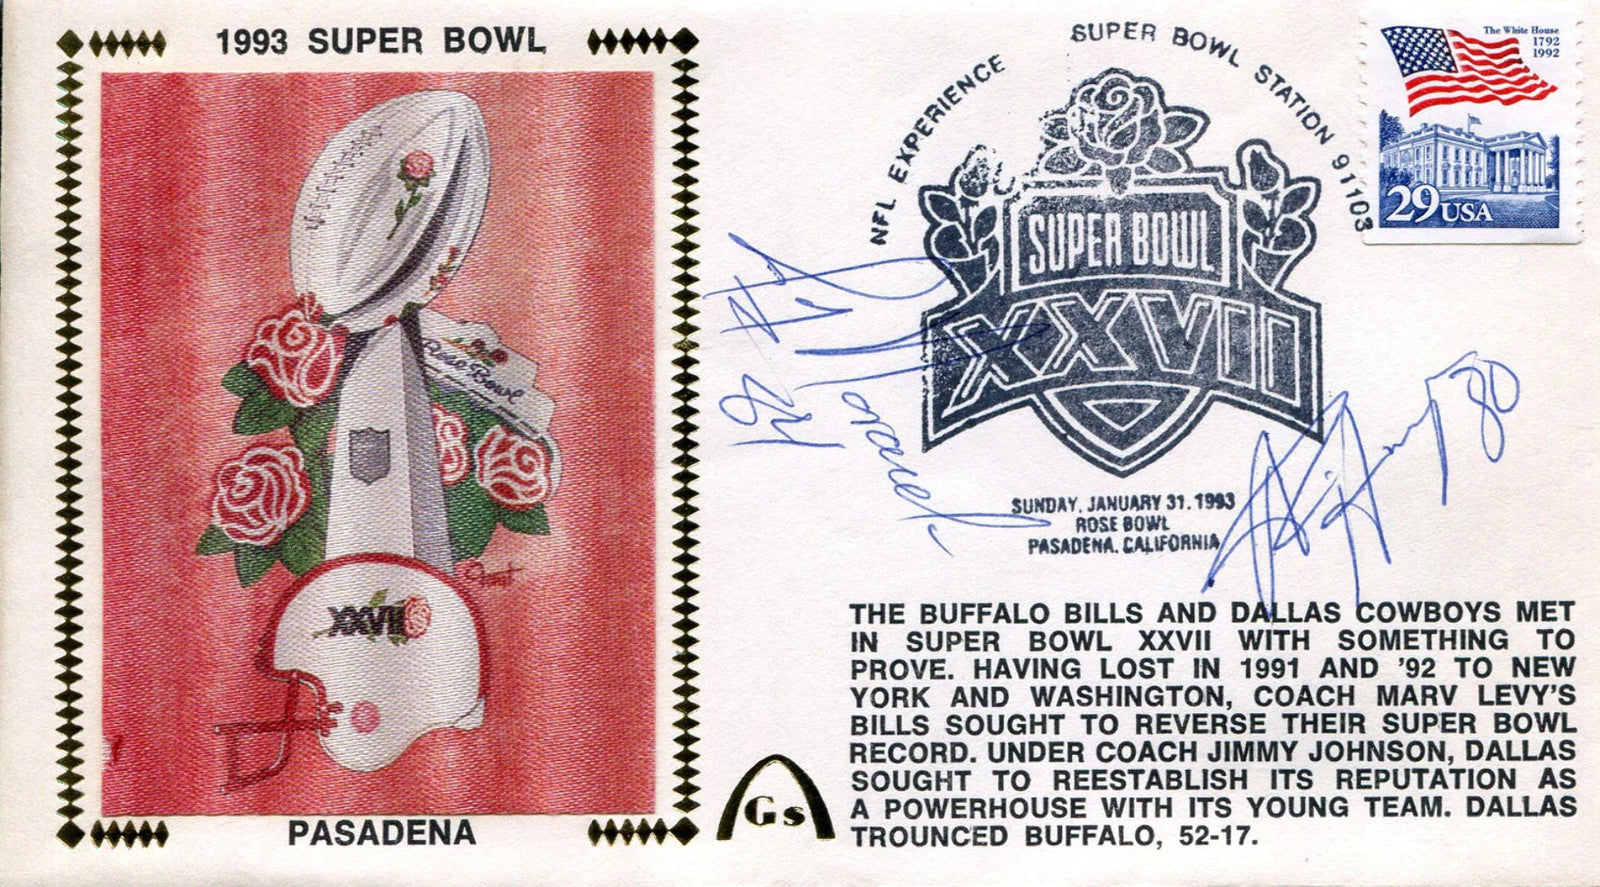 1993 SUPER BOWL
Rose Bowl
XXVII
Grant
PASADENA
NFL EXPERIENCE
SUPER BOWL STATION 91103
SUPER BOWL
XXVII
SUNDAY, JANUARY 31, 1993
ROSE BOWL
PASADENA, CALIFORNIA
The White House
1792
1992
29 USA
80
THE BUFFALO BILLS AND DALLAS COWBOYS MET
IN SUPER BOWL XXVII WITH SOMETHING TO
PROVE. HAVING LOST IN 1991 AND '92 TO NEW
YORK AND WASHINGTON, COACH MARV LEVY'S
BILLS SOUGHT TO REVERSE THEIR SUPER BOWL
RECORD. UNDER COACH JIMMY JOHNSON, DALLAS
SOUGHT TO REESTABLISH ITS REPUTATION AS
A POWERHOUSE WITH ITS YOUNG TEAM. DALLAS
TROUNCED BUFFALO, 52-17.
Gs